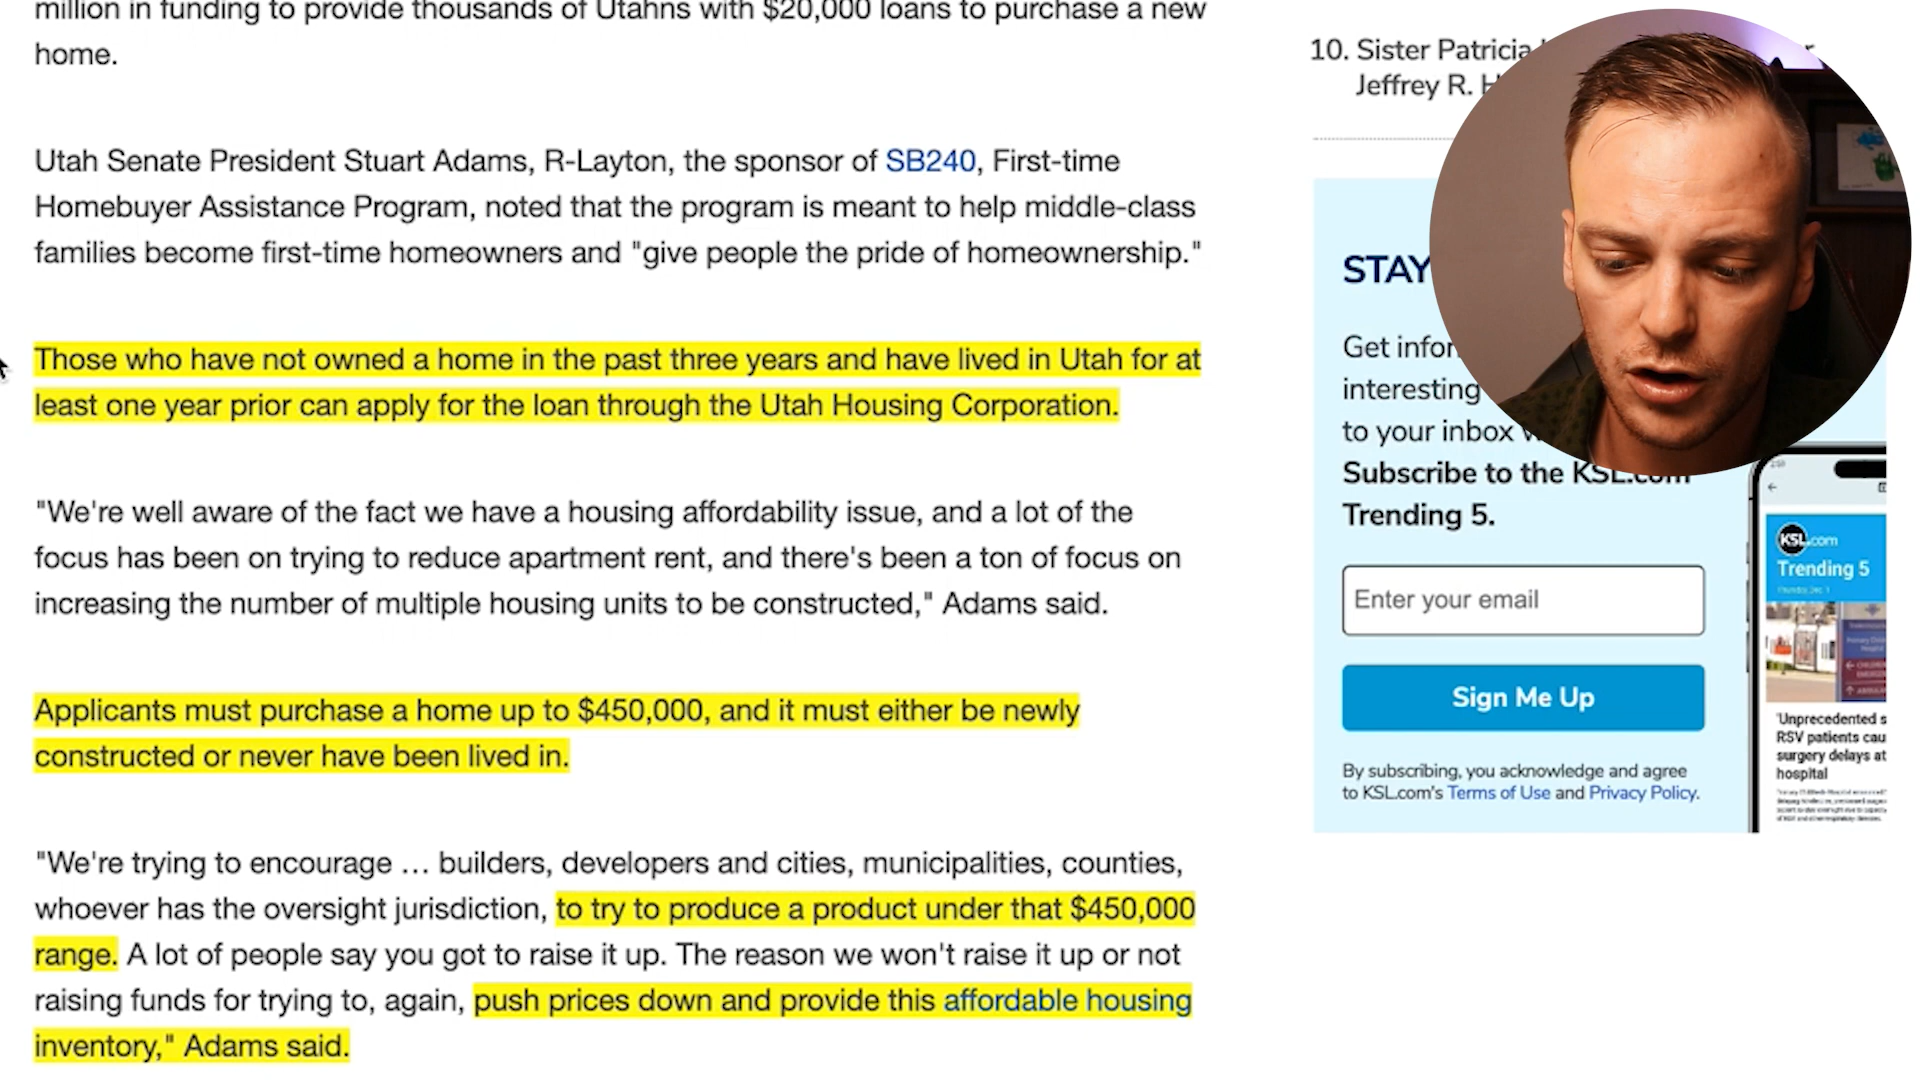 million in funding to provide thousands of Utahns with $20,000 loans to purchase a new
home.
Utah Senate President Stuart Adams, R-Layton, the sponsor of SB240, First-time
Homebuyer Assistance Program, noted that the program is meant to help middle-class
families become first-time homeowners and "give people the pride of homeownership."
Those who have not owned a home in the past three years and have lived in Utah for at
least one year prior can apply for the loan through the Utah Housing Corporation.
"We're well aware of the fact we have a housing affordability issue, and a lot of the
focus has been on trying to reduce apartment rent, and there's been a ton of focus on
increasing the number of multiple housing units to be constructed," Adams said.
Applicants must purchase a home up to $450,000, and it must either be newly
constructed or never have been lived in.
"We're trying to encourage … builders, developers and cities, municipalities, counties,
whoever has the oversight jurisdiction, to try to produce a product under that $450,000
range. A lot of people say you got to raise it up. The reason we won't raise it up or not
raising funds for trying to, again, push prices down and provide this affordable housing
inventory," Adams said.
10. Sister Patricia
Jeffrey R.
STAY
Get
interesting
to your inbox
Subscribe to the KSL.com
Trending 5.
Enter your email
Sign Me Up
By subscribing, you acknowledge and agree
to KSL.com's Terms of Use and Privacy Policy.
KSL.com
Trending 5
'Unprecedented s
RSV patients cau
surgery delays at
hospital